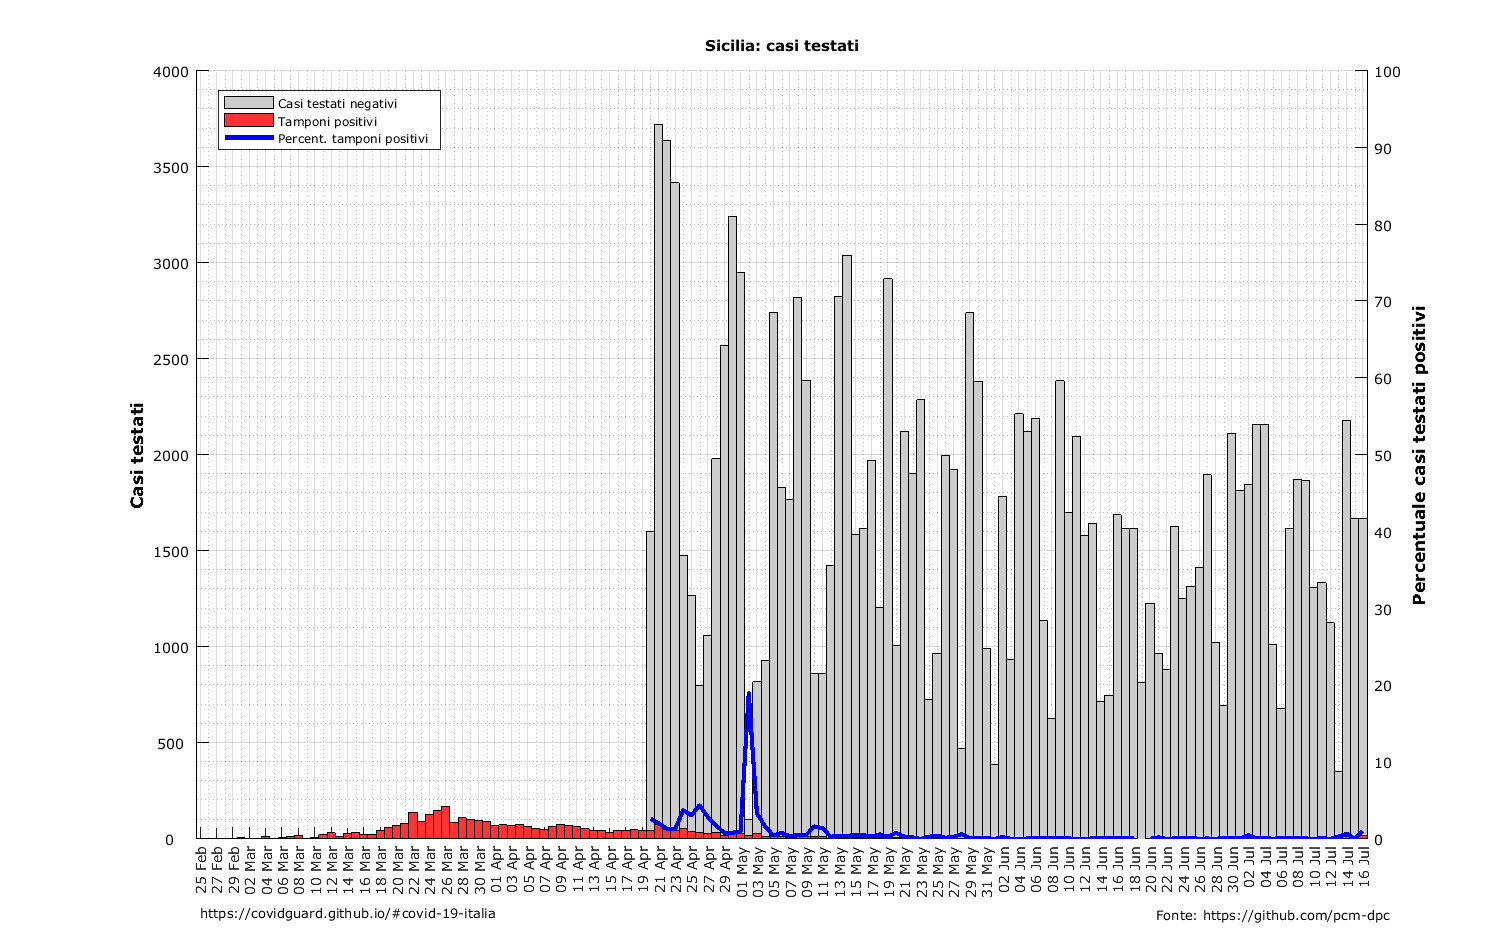 Sicilia: casi testati
Casi testati negativi
Tamponi positivi
Percent. tamponi positivi
Casi testati
4000
3500
3000
2500
2000
1500
1000
500
0
Percentuale casi testati positivi
100
90
80
70
60
50
40
30
20
10
0
25 Feb
27 Feb
29 Feb
02 Mar
04 Mar
06 Mar
08 Mar
10 Mar
12 Mar
14 Mar
16 Mar
18 Mar
20 Mar
22 Mar
24 Mar
26 Mar
28 Mar
30 Mar
01 Apr
03 Apr
05 Apr
07 Apr
09 Apr
11 Apr
13 Apr
15 Apr
17 Apr
19 Apr
21 Apr
23 Apr
25 Apr
27 Apr
29 Apr
01 May
03 May
05 May
07 May
09 May
11 May
13 May
15 May
17 May
19 May
21 May
23 May
25 May
27 May
29 May
31 May
02 Jun
04 Jun
06 Jun
08 Jun
10 Jun
12 Jun
14 Jun
16 Jun
18 Jun
20 Jun
22 Jun
24 Jun
26 Jun
28 Jun
30 Jun
02 Jul
04 Jul
06 Jul
08 Jul
10 Jul
12 Jul
14 Jul
16 Jul
https://covidguard.github.io/#covid-19-italia
Fonte: https://github.com/pcm-dpc